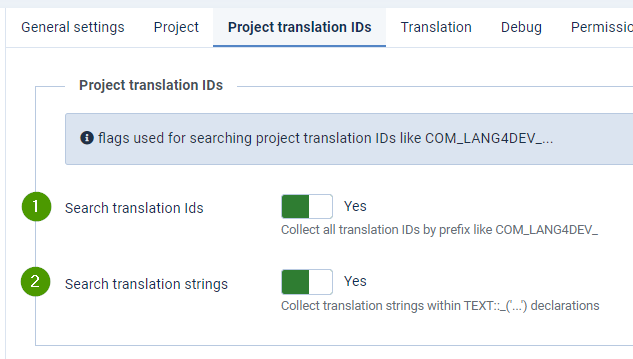 General settings Project Project translation IDs Translation Debug Permissio
Project translation IDs
flags used for searching project translation IDs like COM_LANG4DEV_...
1 Search translation Ids Yes
Collect all translation IDs by prefix like COM_LANG4DEV_
2 Search translation strings Yes
Collect translation strings within TEXT::_('...') declarations